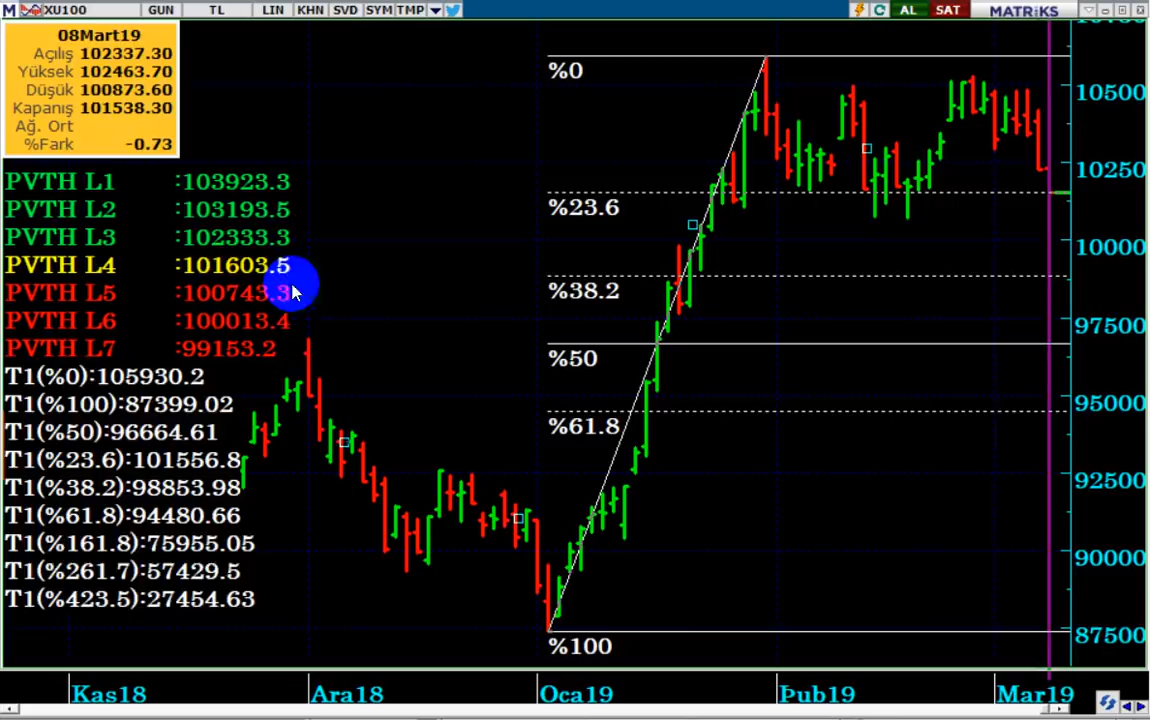 M XU100 GUN TL LIN KHN SVD SYM TMP AL SAT MATRiKS
08Mart19
Açılış 102337.30
Yüksek 102463.70
Düşük 100873.60
Kapanış 101538.30
Ağ. Ort
%Fark -0.73
PVTH L1 :103923.3
PVTH L2 :103193.5
PVTH L3 :102333.3
PVTH L4 :101603.5
PVTH L5 :100743.3
PVTH L6 :100013.4
PVTH L7 :99153.2
T1(%0):105930.2
T1(%100):87399.02
T1(%50):96664.61
T1(%23.6):101556.8
T1(%38.2):98853.98
T1(%61.8):94480.66
T1(%161.8):75955.05
T1(%261.7):57429.5
T1(%423.5):27454.63
%0
%23.6
%38.2
%50
%61.8
%100
10500
10250
10000
97500
95000
92500
90000
87500
Kas18 Ara18 Oca19 Þub19 Mar19